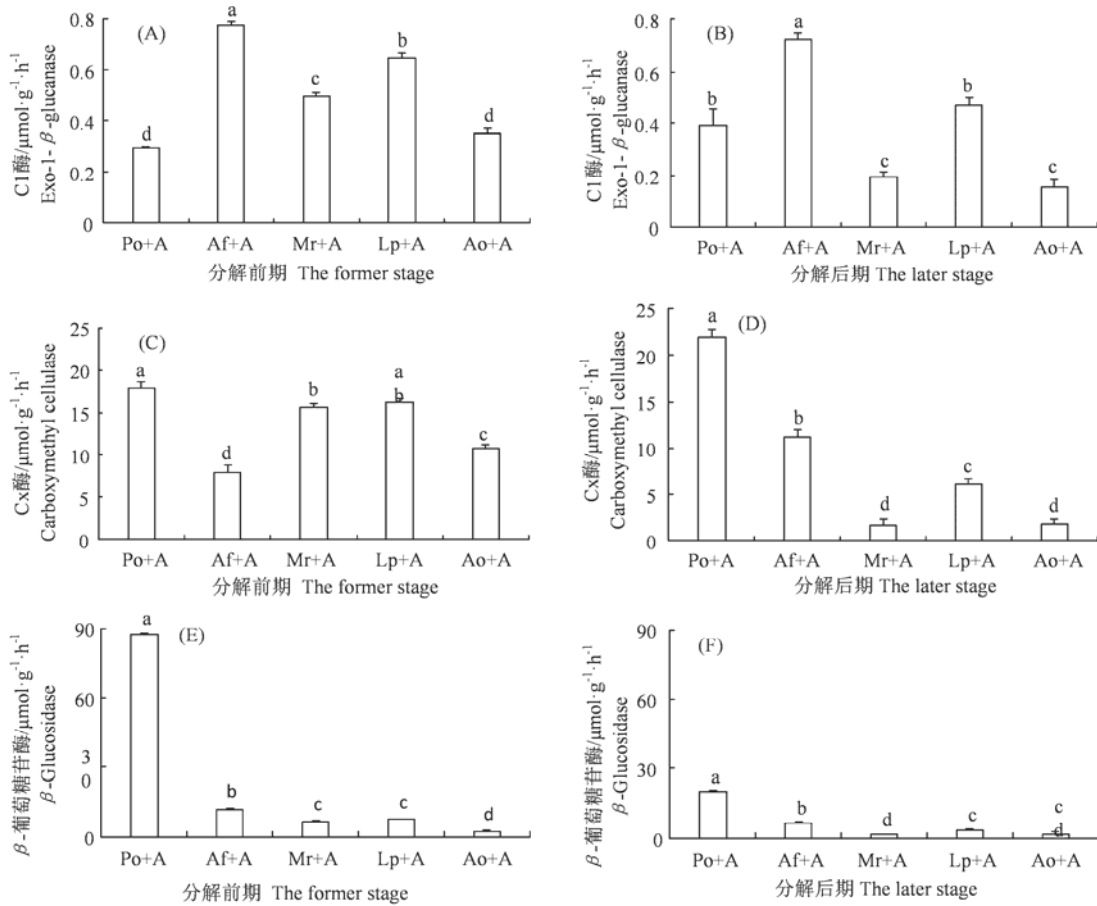 (A)
C1酶/μmol·g⁻¹·h⁻¹
Exo-1-β-glucanase
0.8
0.6
0.4
0.2
0
d
a
c
b
d
Po+A Af+A Mr+A Lp+A Ao+A
分解前期 The former stage
(B)
C1酶/μmol·g⁻¹·h⁻¹
Exo-1-β-glucanase
0.8
0.6
0.4
0.2
0
b
a
c
b
c
Po+A Af+A Mr+A Lp+A Ao+A
分解后期 The later stage
(C)
Cx酶/μmol·g⁻¹·h⁻¹
Carboxymethyl cellulase
25
20
15
10
5
0
a
d
b
a
b
c
Po+A Af+A Mr+A Lp+A Ao+A
分解前期 The former stage
(D)
Cx酶/μmol·g⁻¹·h⁻¹
Carboxymethyl cellulase
25
20
15
10
5
0
a
b
d
c
d
Po+A Af+A Mr+A Lp+A Ao+A
分解后期 The later stage
(E)
β-葡萄糖苷酶/μmol·g⁻¹·h⁻¹
β-Glucosidase
90
60
3
0
0
a
b
c
c
d
Po+A Af+A Mr+A Lp+A Ao+A
分解前期 The former stage
(F)
β-葡萄糖苷酶/μmol·g⁻¹·h⁻¹
β-Glucosidase
90
60
30
0
a
b
d
c
c
d
Po+A Af+A Mr+A Lp+A Ao+A
分解后期 The later stage